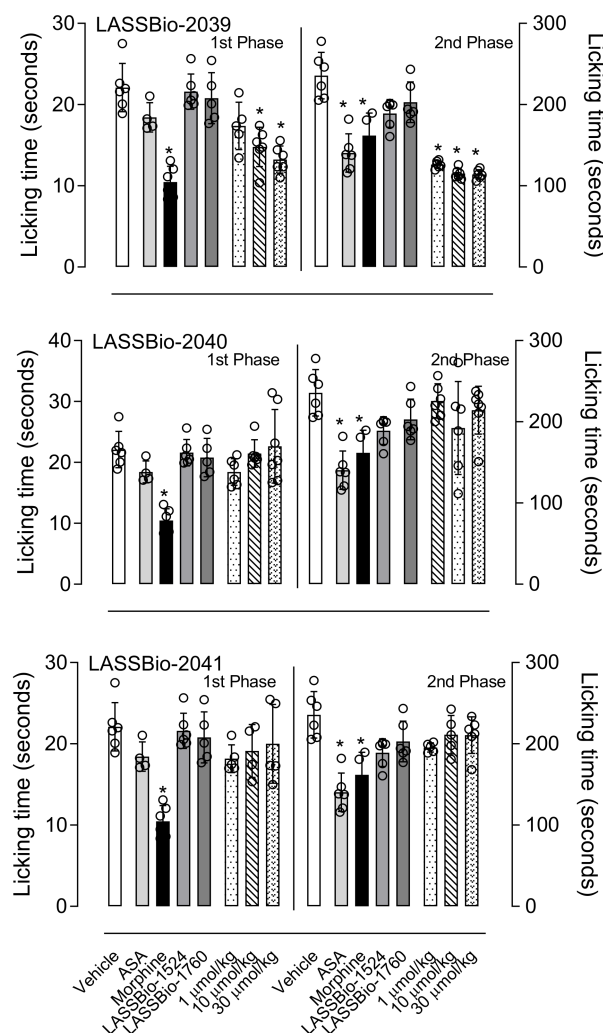 LASSBio-2039
1st Phase
2nd Phase
Licking time (seconds)
30
20
10
0
* * *
* * * * *
300
200
100
0
Licking time (seconds)
LASSBio-2040
1st Phase
2nd Phase
Licking time (seconds)
40
30
20
10
0
*
* *
300
200
100
0
Licking time (seconds)
LASSBio-2041
1st Phase
2nd Phase
Licking time (seconds)
30
20
10
0
*
* *
300
200
100
0
Licking time (seconds)
Vehicle
ASA
Morphine
LASSBio-1524
LASSBio-1760
1 µmol/kg
10 µmol/kg
30 µmol/kg
Vehicle
ASA
Morphine
LASSBio-1524
LASSBio-1760
1 µmol/kg
10 µmol/kg
30 µmol/kg